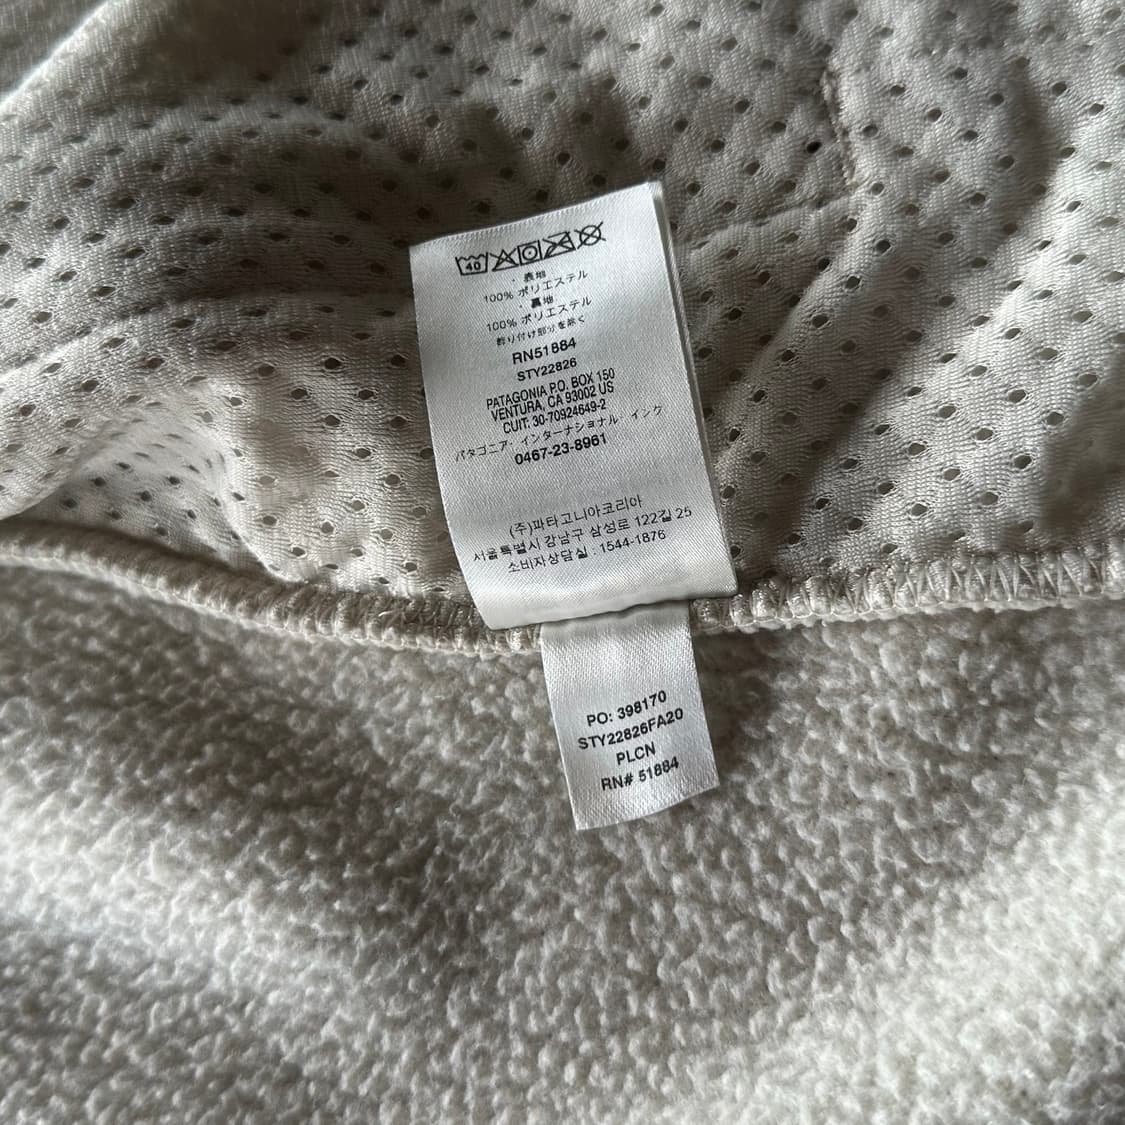 40
・表地
100% ポリエステル
・裏地
100% ポリエステル
飾り付け部分を除く
RN51884
STY22826
PATAGONIA P.O. BOX 150
VENTURA, CA 93002 US
CUIT: 30-70924649-2
パタゴニア・インターナショナル インク
0467-23-8961
(주)파타고니아코리아
서울특별시 강남구 삼성로 122길 25
소비자상담실 : 1544-1876
PO: 398170
STY22826FA20
PLCN
RN# 51884